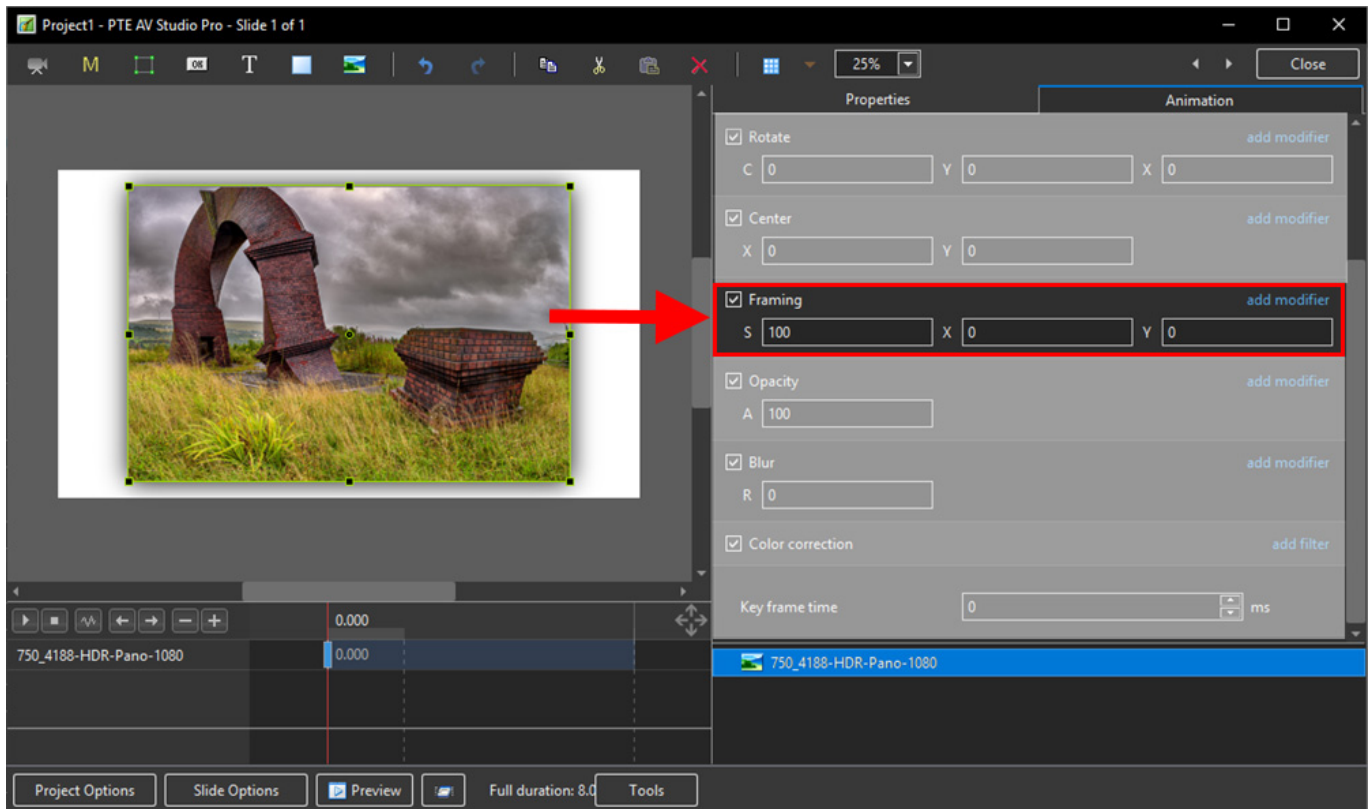 Project1 - PTE AV Studio Pro - Slide 1 of 1
M OK T 25% Close
Properties Animation
Rotate add modifier
C 0 Y 0 X 0
Center add modifier
X 0 Y 0
Framing add modifier
S 100 X 0 Y 0
Opacity add modifier
A 100
Blur add modifier
R 0
Color correction add filter
Key frame time 0 ms
0.000
750_4188-HDR-Pano-1080 0.000
750_4188-HDR-Pano-1080
Project Options Slide Options Preview Full duration: 8.0 Tools